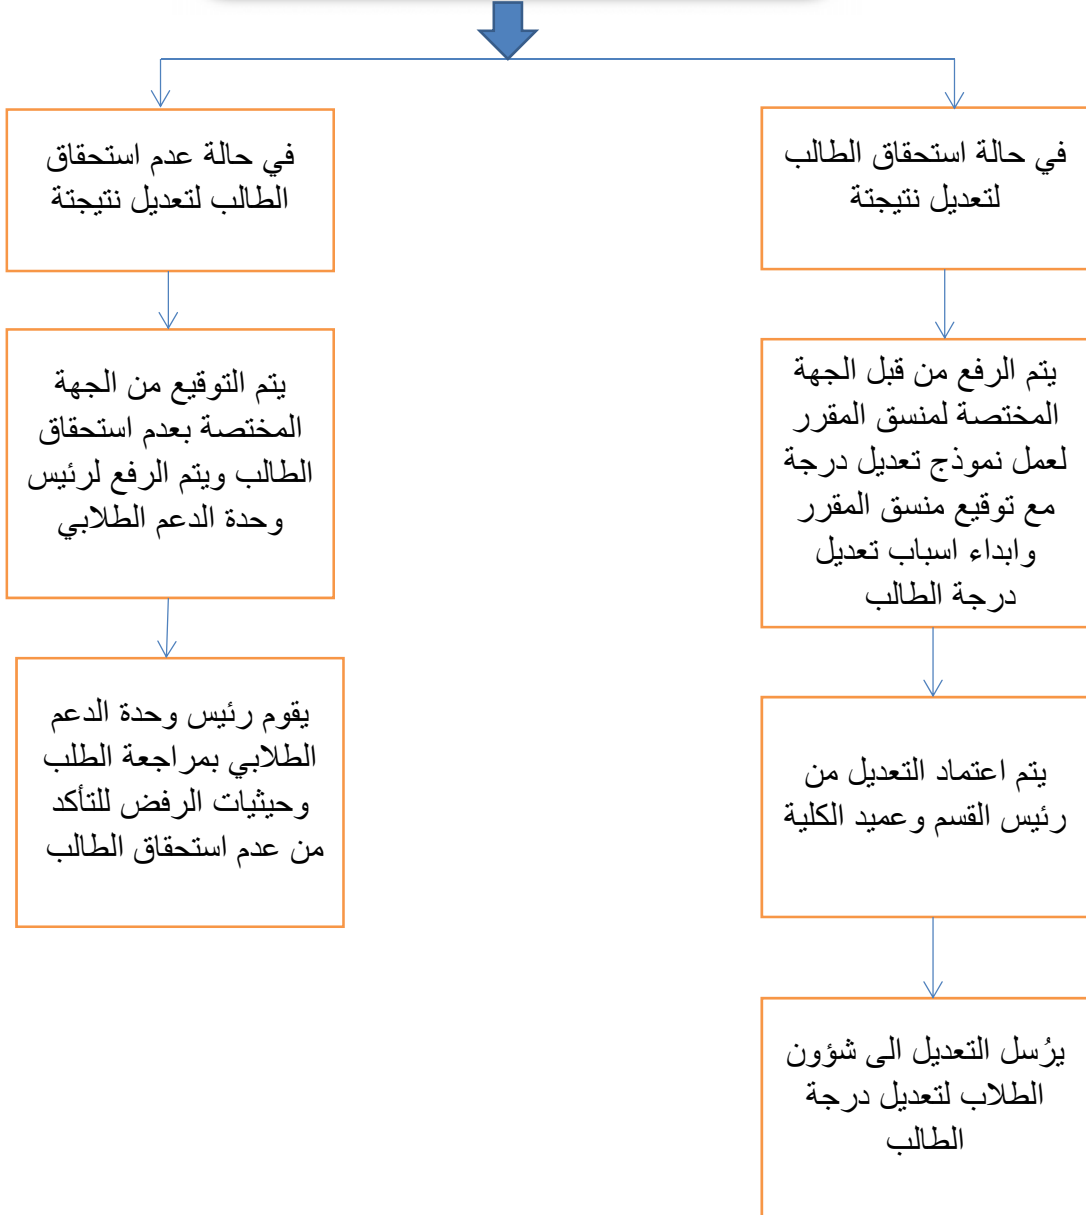 في حالة استحقاق الطالب
لتعديل نتيجتة
يتم الرفع من قبل الجهة
المختصة لمنسق المقرر
لعمل نموذج تعديل درجة
مع توقيع منسق المقرر
وابداء اسباب تعديل
درجة الطالب
يتم اعتماد التعديل من
رئيس القسم وعميد الكلية
يرُسل التعديل الى شؤون
الطلاب لتعديل درجة
الطالب
في حالة عدم استحقاق
الطالب لتعديل نتيجتة
يتم التوقيع من الجهة
المختصة بعدم استحقاق
الطالب ويتم الرفع لرئيس
وحدة الدعم الطلابي
يقوم رئيس وحدة الدعم
الطلابي بمراجعة الطلب
وحيثيات الرفض للتأكد
من عدم استحقاق الطالب